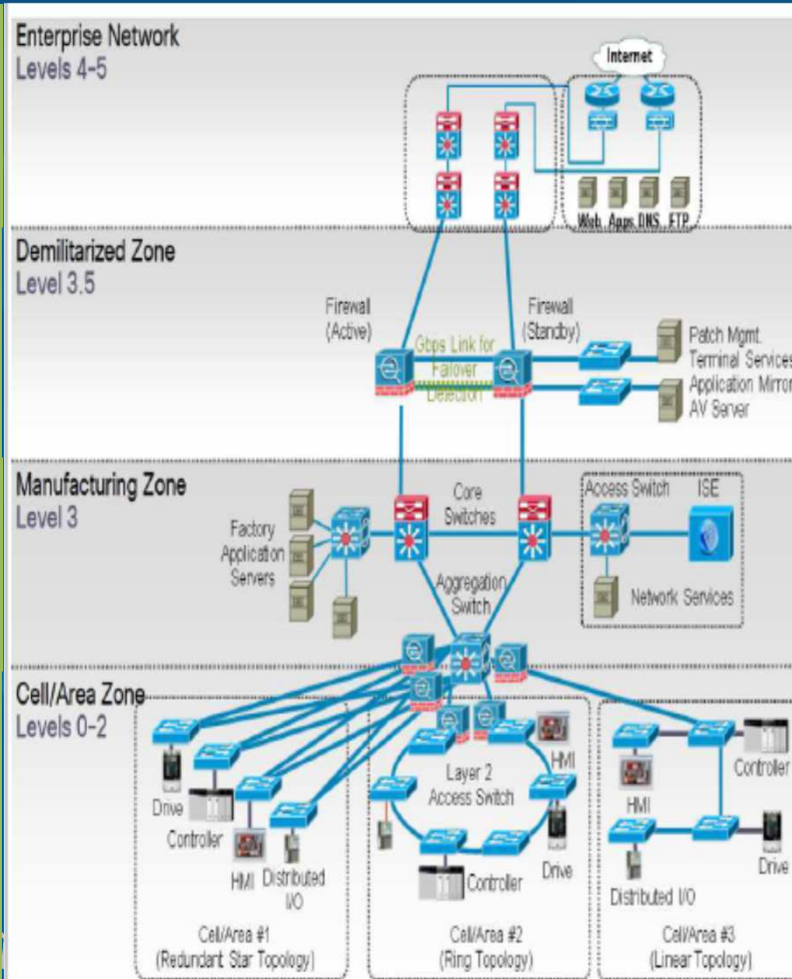 Enterprise Network
Levels 4-5
Internet
Web Apps DNS FTP
Demilitarized Zone
Level 3.5
Firewall
(Active)
Gbps Link for
Failover
Detection
Firewall
(Standby)
Patch Mgmt.
Terminal Services
Application Mirror
AV Server
Manufacturing Zone
Level 3
Factory
Application
Servers
Core
Switches
Access Switch
ISE
Network Services
Aggregation
Switch
Cell/Area Zone
Levels 0-2
Drive
Controller
HMI
Distributed
I/O
Cell/Area #1
(Redundant Star Topology)
Layer 2
Access Switch
HMI
Controller
Drive
Cell/Area #2
(Ring Topology)
HMI
Controller
Distributed I/O
Drive
Cell/Area #3
(Linear Topology)